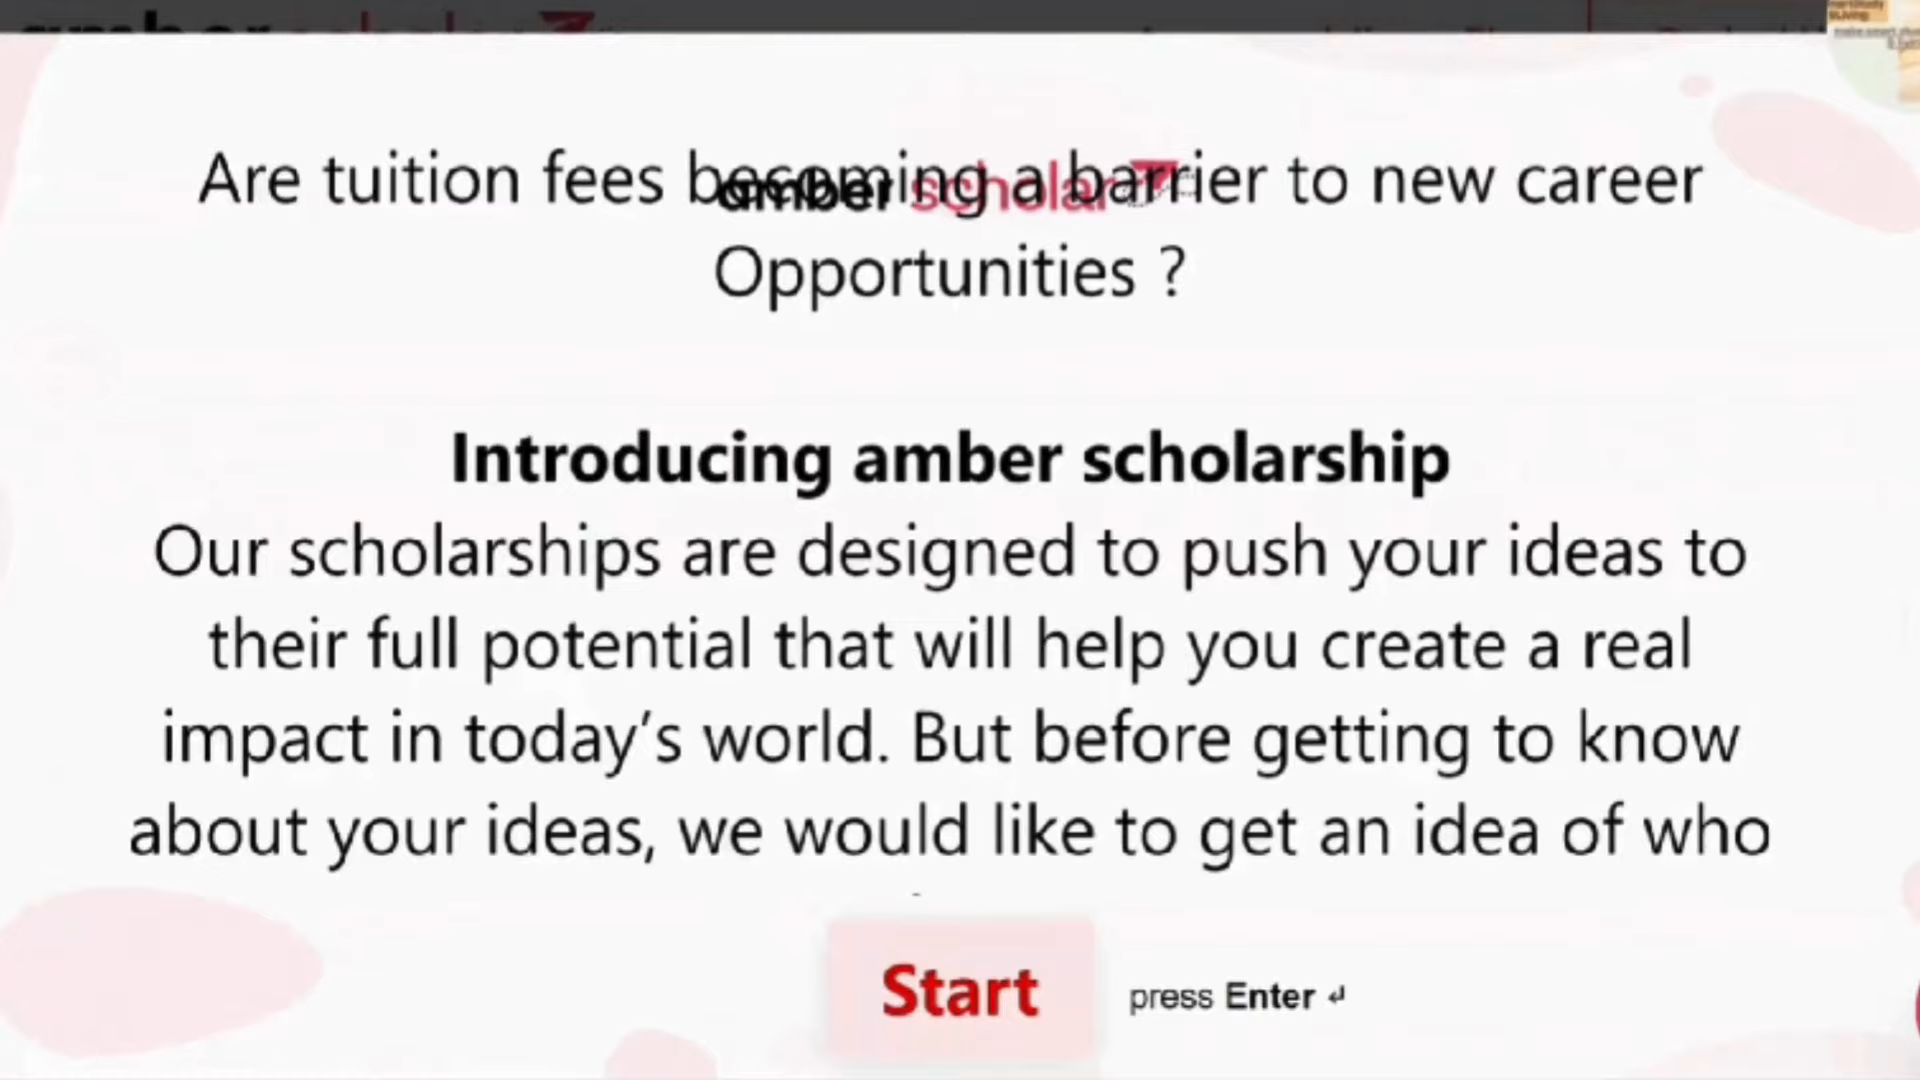 Are tuition fees becoming a barrier to new career
amber scholar
Opportunities ?
Introducing amber scholarship
Our scholarships are designed to push your ideas to
their full potential that will help you create a real
impact in today's world. But before getting to know
about your ideas, we would like to get an idea of who
Start
press Enter ↵